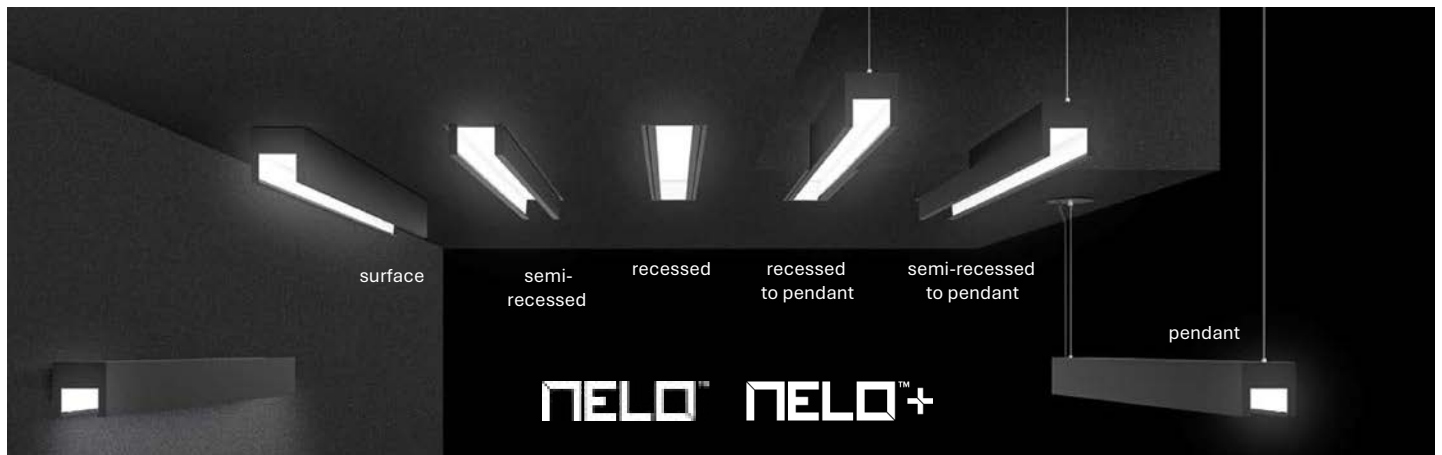 surface
semi-
recessed
recessed
recessed
to pendant
semi-recessed
to pendant
pendant
NELO™
NELO™+